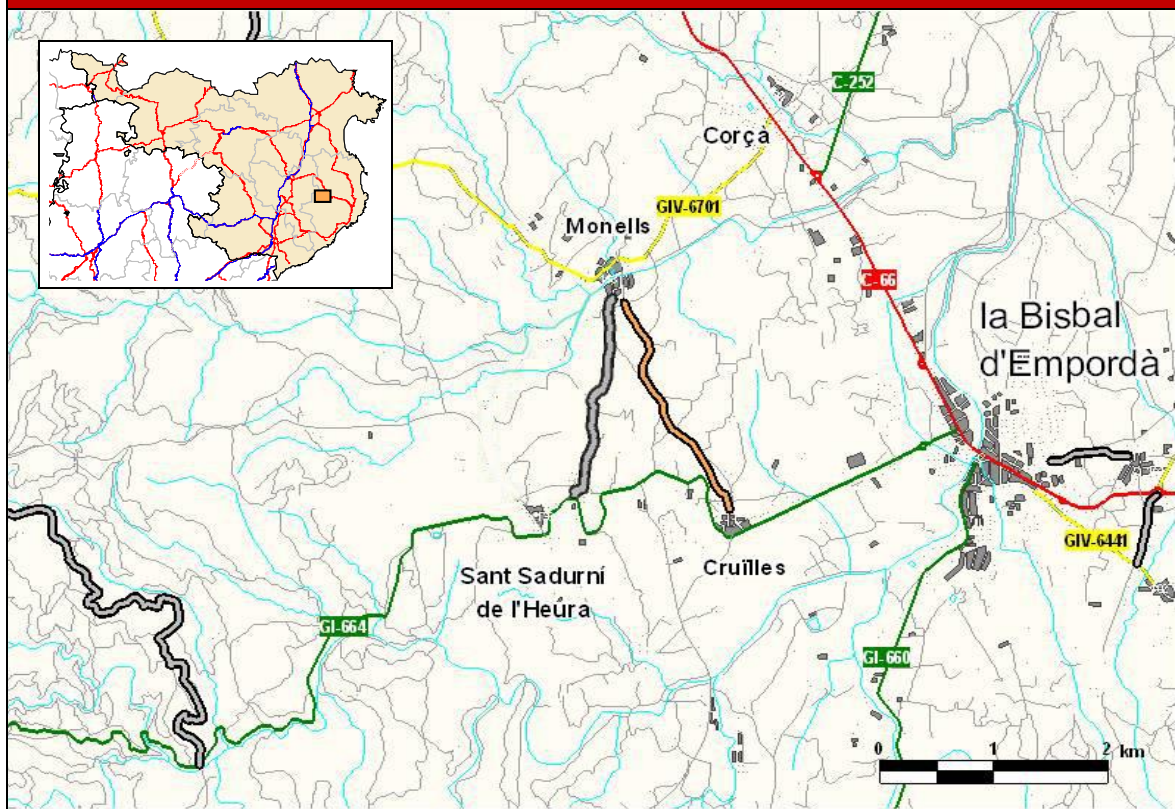 C-252
Corçà
GIV-6701
Monells
C-66
la Bisbal
d'Empordà
GIV-6441
Cruïlles
Sant Sadurní
de l'Heúra
GI-664
GI-660
0 1 2 km